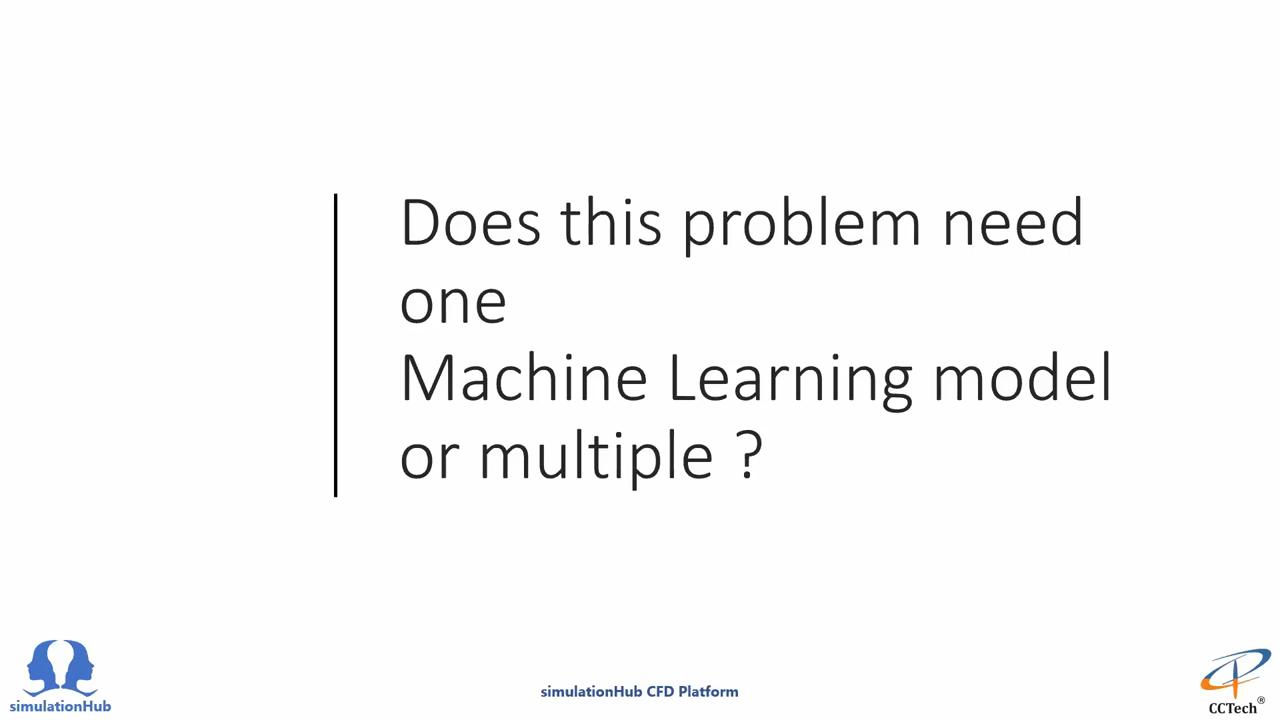 Does this problem need
one
Machine Learning model
or multiple ?
simulationHub
simulationHub CFD Platform
CCTech®